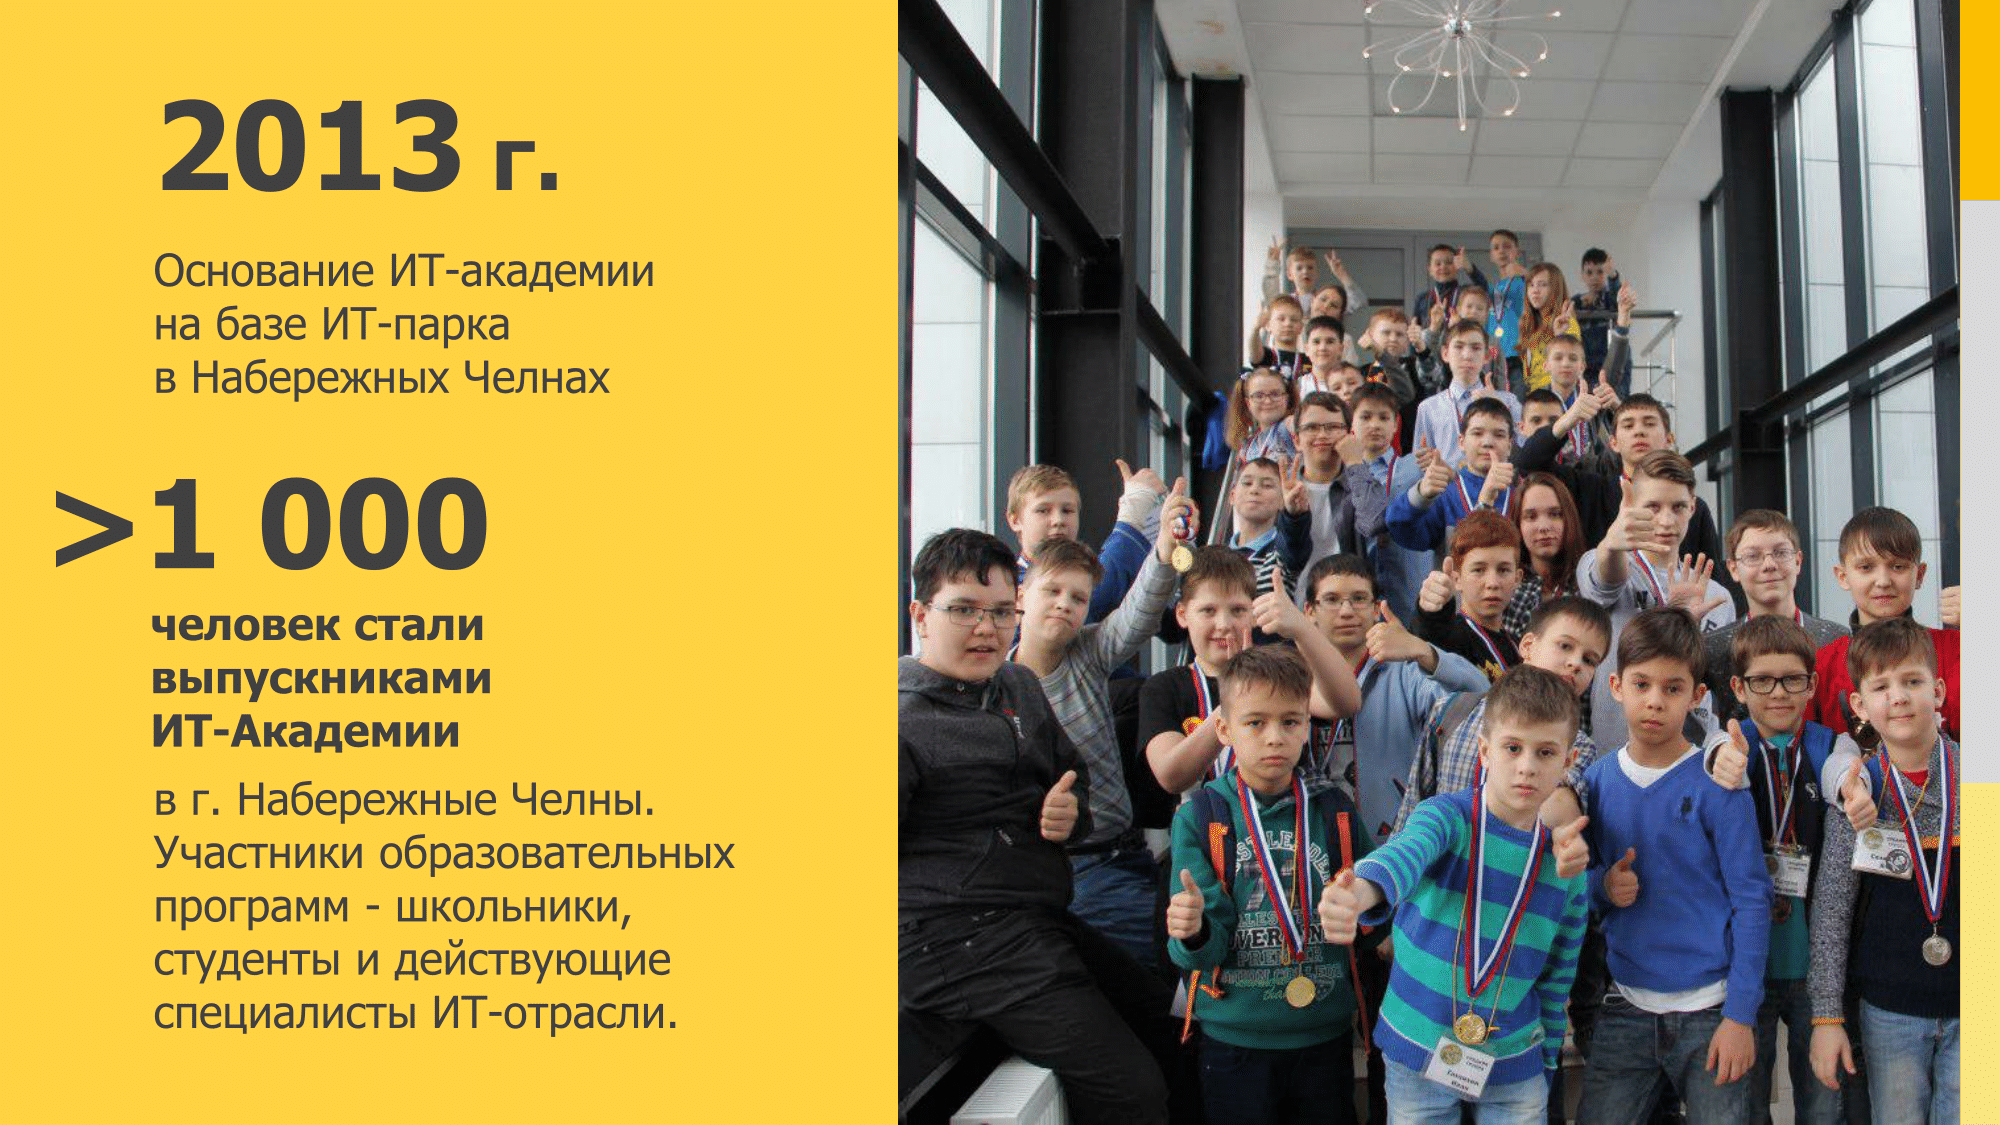 2013 г.
Основание ИТ-академии
на базе ИТ-парка
в Набережных Челнах
>1 000
человек стали
выпускниками
ИТ-Академии
в г. Набережные Челны.
Участники образовательных
программ - школьники,
студенты и действующие
специалисты ИТ-отрасли.